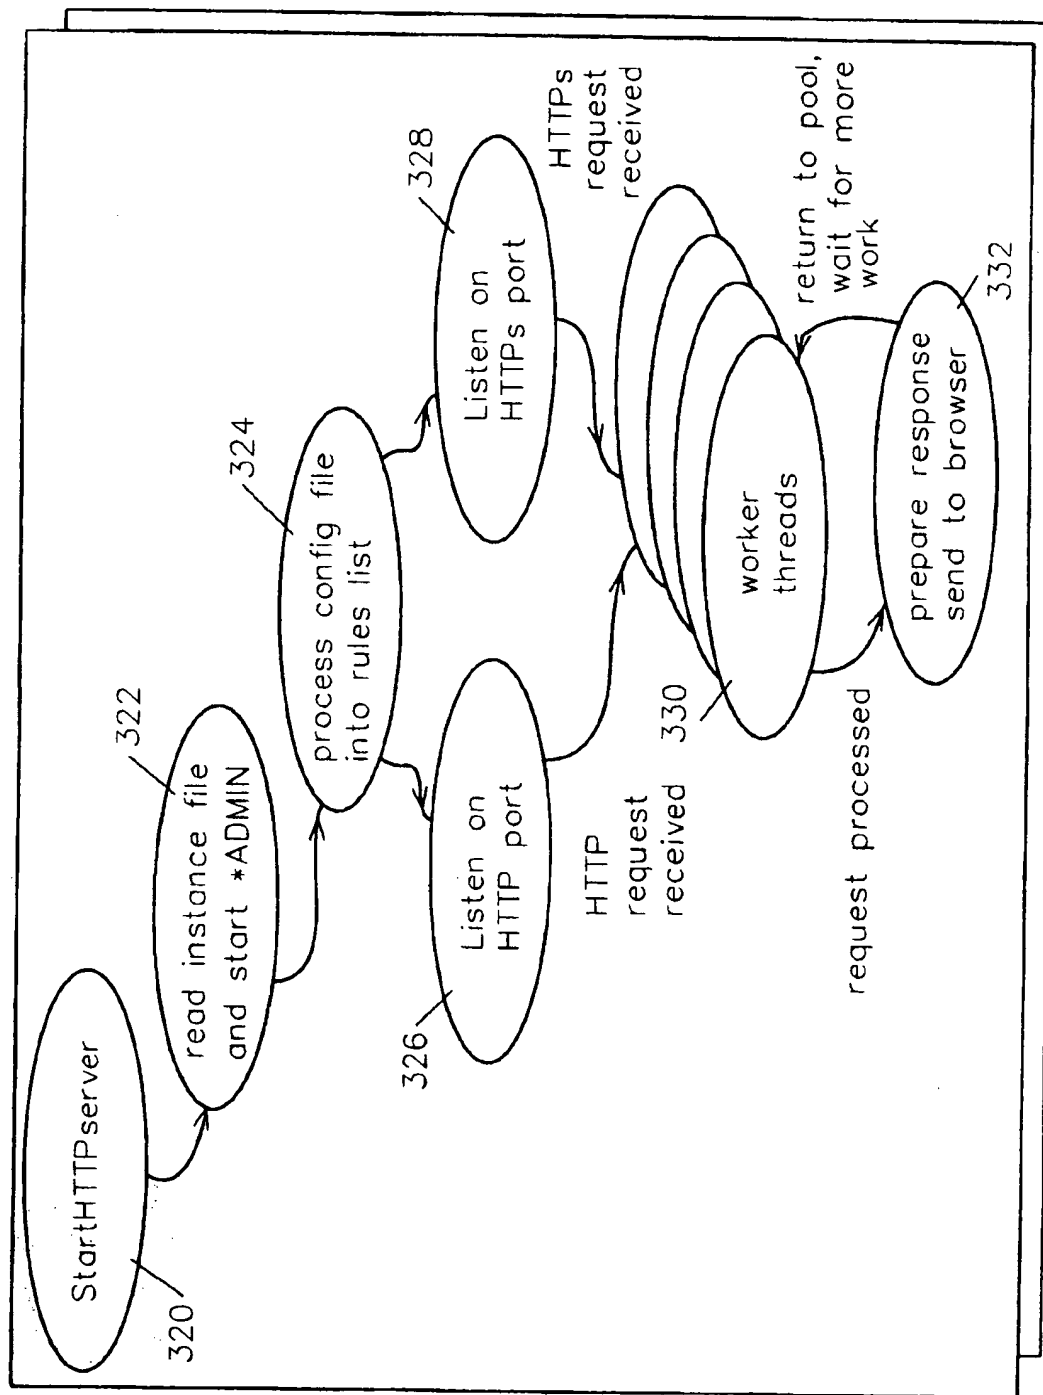 StartHTTPserver
320
read instance file
and start *ADMIN
322
process config file
into rules list
324
Listen on
HTTP port
326
Listen on
HTTPs port
328
HTTP
request
received
HTTPs
request
received
worker
threads
330
request processed
return to pool,
wait for more
work
prepare response
send to browser
332